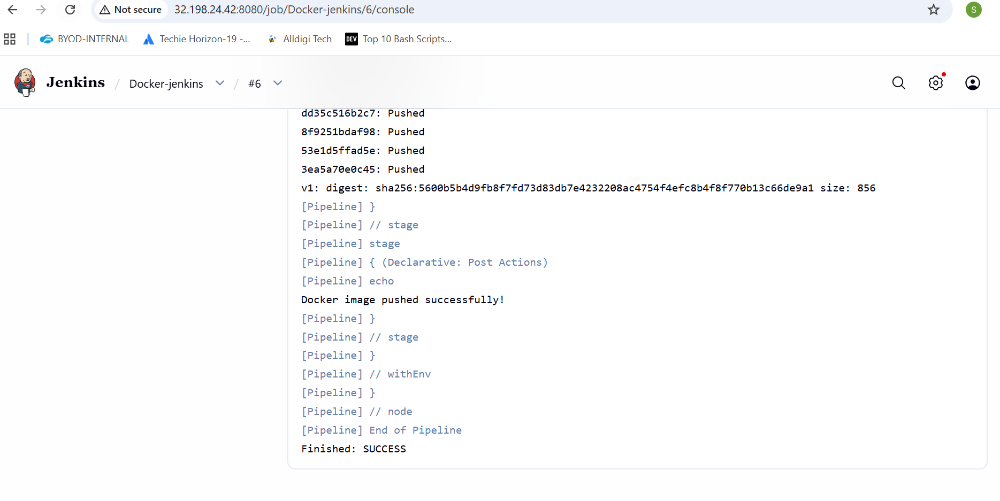 Not secure 32.198.24.42:8080/job/Docker-jenkins/6/console S
BYOD-INTERNAL Techie Horizon-19 -... Alldigi Tech DEV Top 10 Bash Scripts...
Jenkins / Docker-jenkins / #6
dd35c516b2c7: Pushed
8f9251bdaf98: Pushed
53e1d5ffad5e: Pushed
3ea5a70e0c45: Pushed
v1: digest: sha256:5600b5b4d9fb8f7fd73d83db7e4232208ac4754f4efc8b4f8f770b13c66de9a1 size: 856
[Pipeline] }
[Pipeline] // stage
[Pipeline] stage
[Pipeline] { (Declarative: Post Actions)
[Pipeline] echo
Docker image pushed successfully!
[Pipeline] }
[Pipeline] // stage
[Pipeline] }
[Pipeline] // withEnv
[Pipeline] }
[Pipeline] // node
[Pipeline] End of Pipeline
Finished: SUCCESS